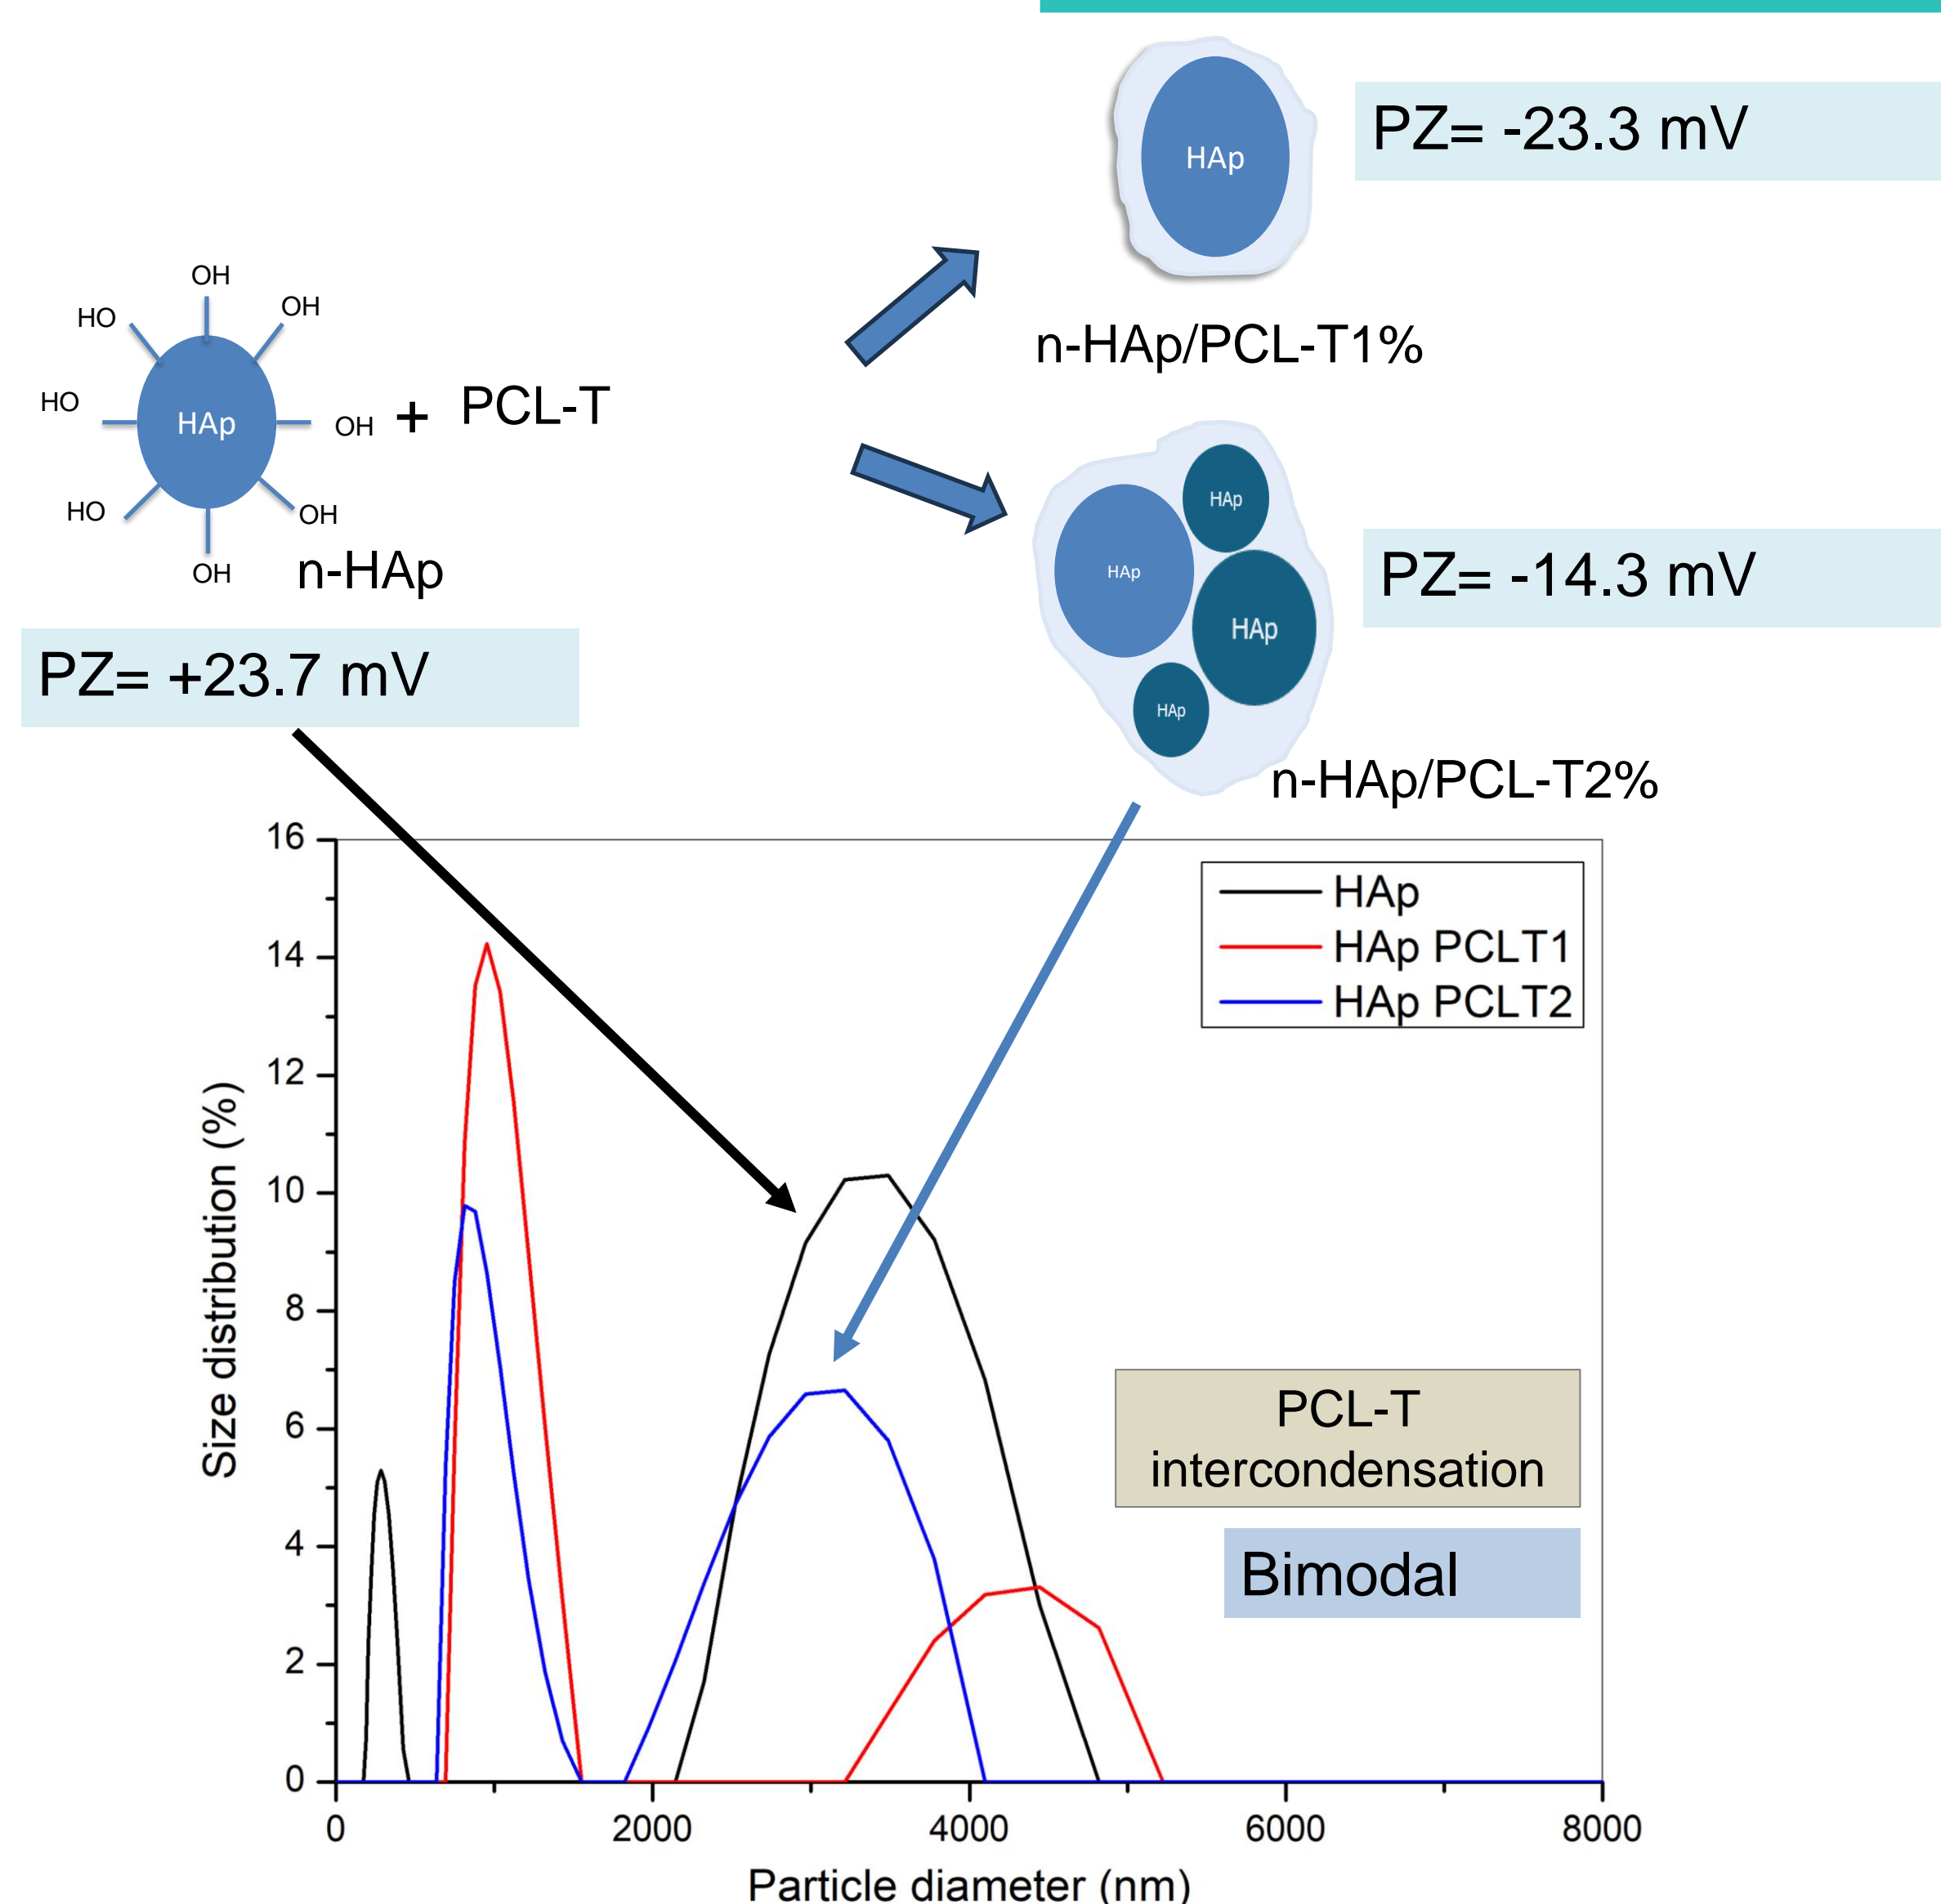 HAp
PZ= -23.3 mV
n-HAp/PCL-T1%
OH
HO
OH
HO
HAp
OH
+
PCL-T
HO
OH
OH
n-HAp
PZ= +23.7 mV
HAp
HAp
HAp
HAp
PZ= -14.3 mV
n-HAp/PCL-T2%
16
14
12
10
8
6
4
2
0
Size distribution (%)
HAp
HAp PCLT1
HAp PCLT2
PCL-T
intercondensation
Bimodal
0 2000 4000 6000 8000
Particle diameter (nm)